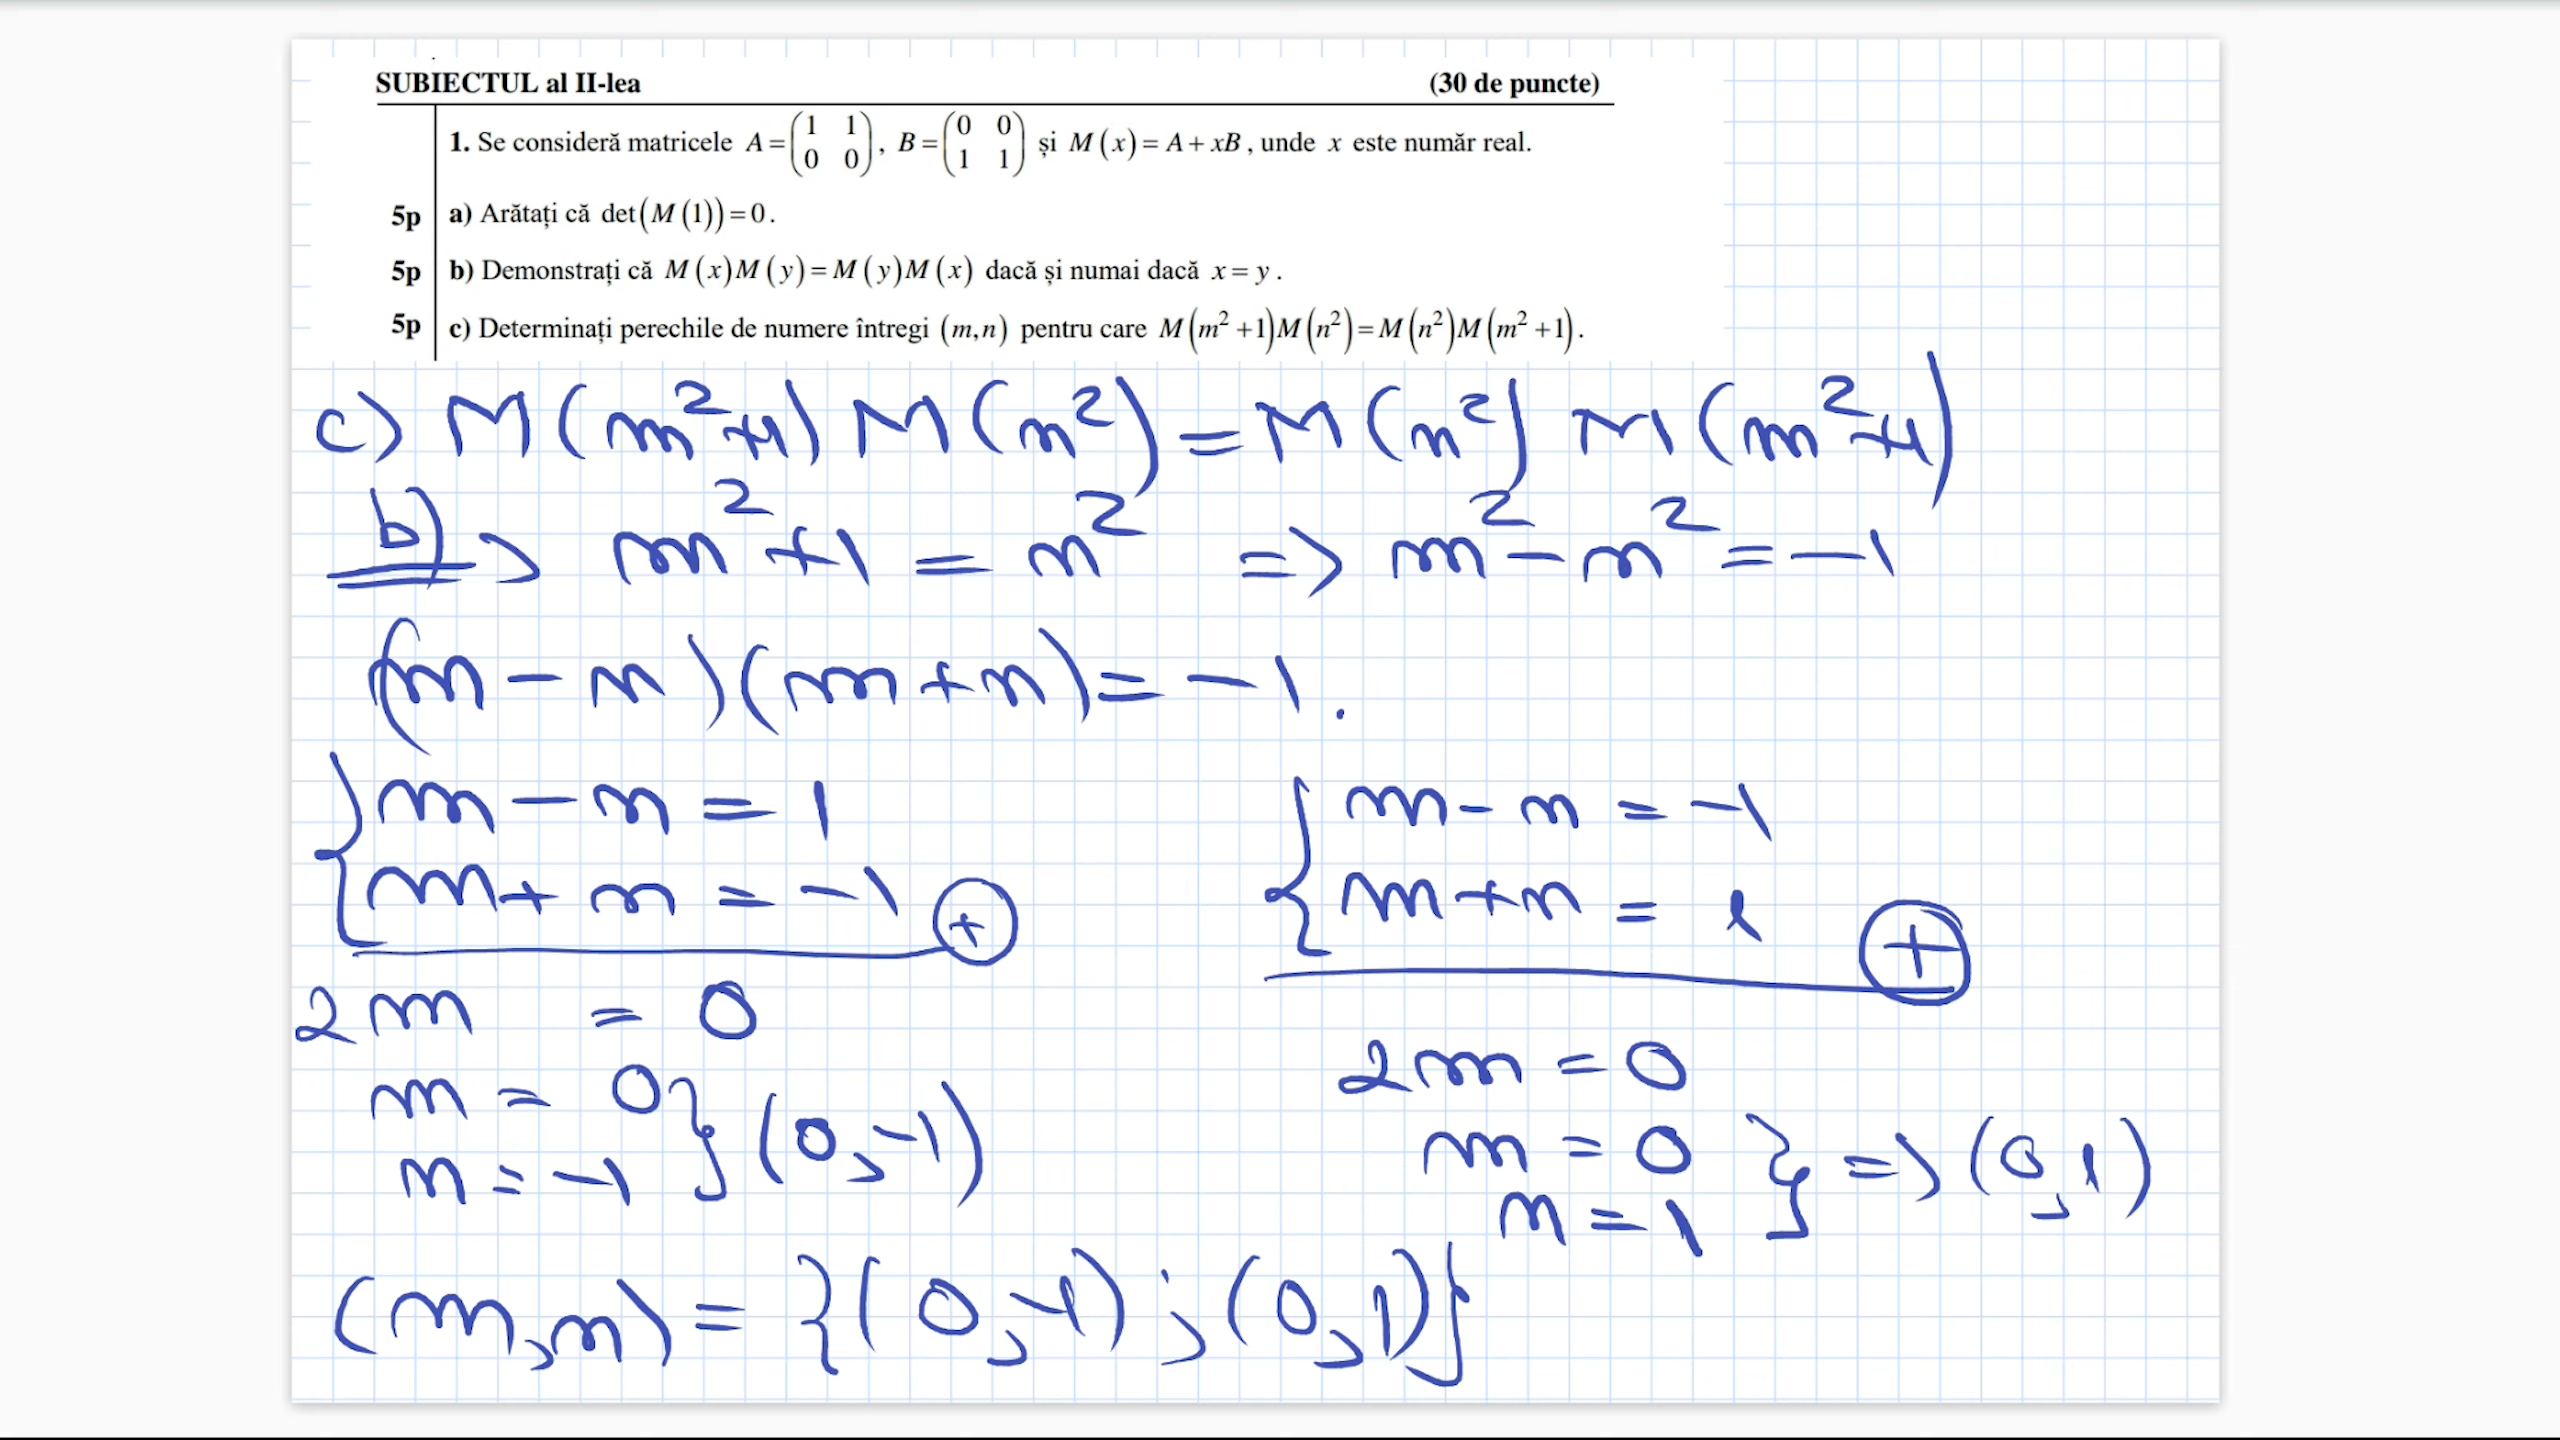 SUBIECTUL al II-lea (30 de puncte)
1. Se consideră matricele A = (1 1 0 0), B = (0 0 1 1) și M(x) = A + xB, unde x este număr real.
5p a) Arătați că det(M(1)) = 0.
5p b) Demonstrați că M(x)M(y) = M(y)M(x) dacă și numai dacă x = y.
5p c) Determinați perechile de numere întregi (m,n) pentru care M(m²+1)M(n²) = M(n²)M(m²+1).
c) M(m²+1) M(n²) = M(n²) M(m²+1)
b)⇒ m²+1 = n² => m²-n² = -1
(m-n)(m+n) = -1.
{ m-n = 1
m+n = -1 ⊕
2m = 0
m = 0
n = -1 } (0,-1)
{ m-n = -1
m+n = 1 ⊕
2m = 0
m = 0
n = 1 } => (0,1)
(m,n) = {(0,-1); (0,1)}